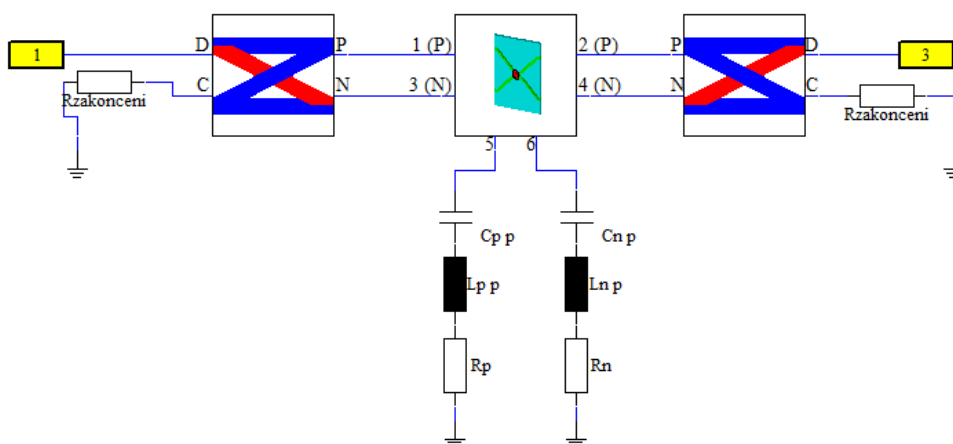 1
D
P
1 (P)
2 (P)
P
D
3
Rzakonceni
C
N
3 (N)
4 (N)
N
C
Rzakonceni
5
6
Cp p
Cn p
Lp p
Ln p
Rp
Rn